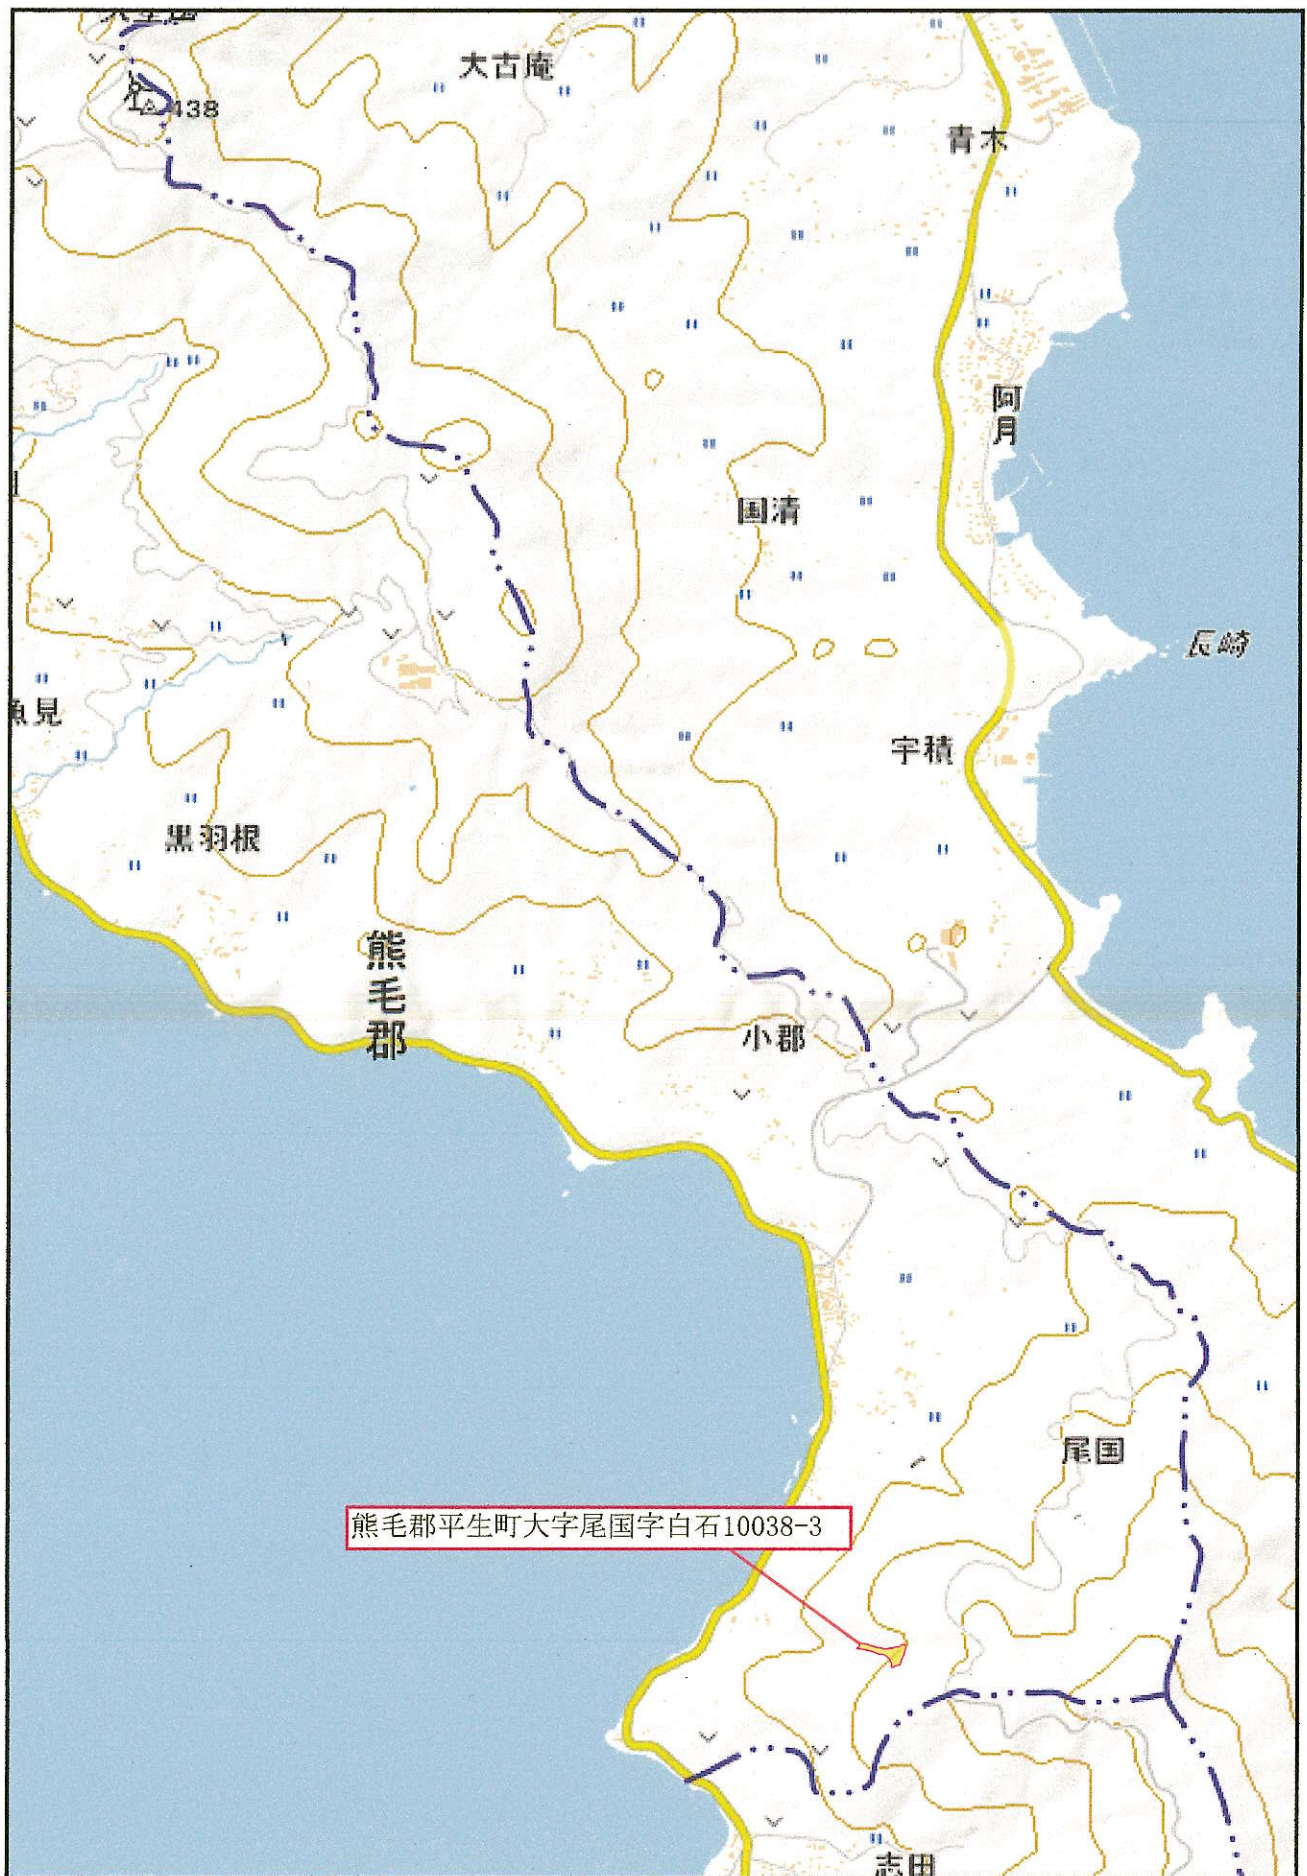 大古庵
438
青木
阿月
国清
長崎
魚見
宇積
黒羽根
熊毛郡
小郡
尾国
熊毛郡平生町大字尾国字白石10038-3
志田